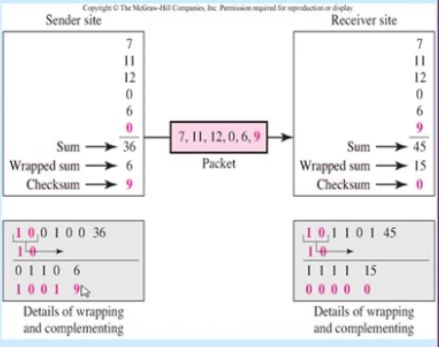 Copyright © The McGraw-Hill Companies, Inc. Permission required for reproduction or display
Sender site
7
11
12
0
6
0
Sum 36
Wrapped sum 6
Checksum 9
7, 11, 12, 0, 6, 9
Packet
Receiver site
7
11
12
0
6
9
Sum 45
Wrapped sum 15
Checksum 0
1 0 0 1 0 0 36
1 0
0 1 1 0 6
1 0 0 1 9
Details of wrapping
and complementing
1 0 1 1 0 1 45
1 0
1 1 1 1 15
0 0 0 0 0
Details of wrapping
and complementing